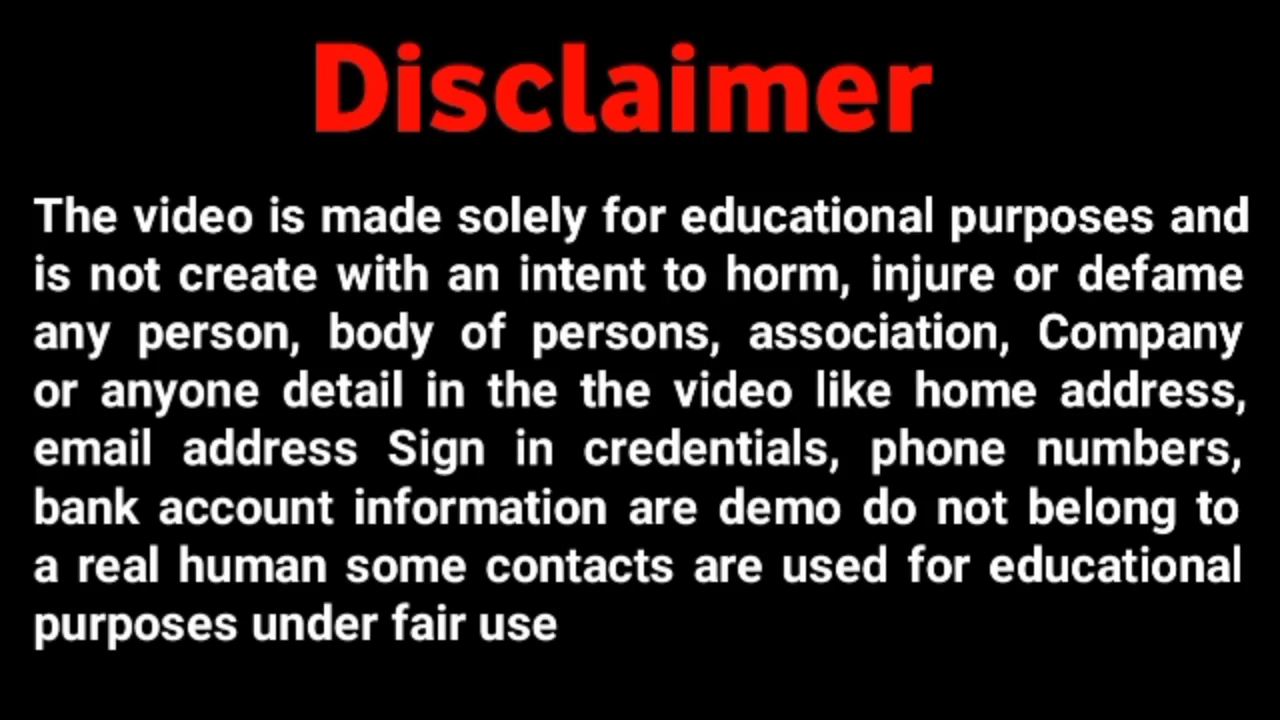 Disclaimer
The video is made solely for educational purposes and
is not create with an intent to horm, injure or defame
any person, body of persons, association, Company
or anyone detail in the the video like home address,
email address Sign in credentials, phone numbers,
bank account information are demo do not belong to
a real human some contacts are used for educational
purposes under fair use